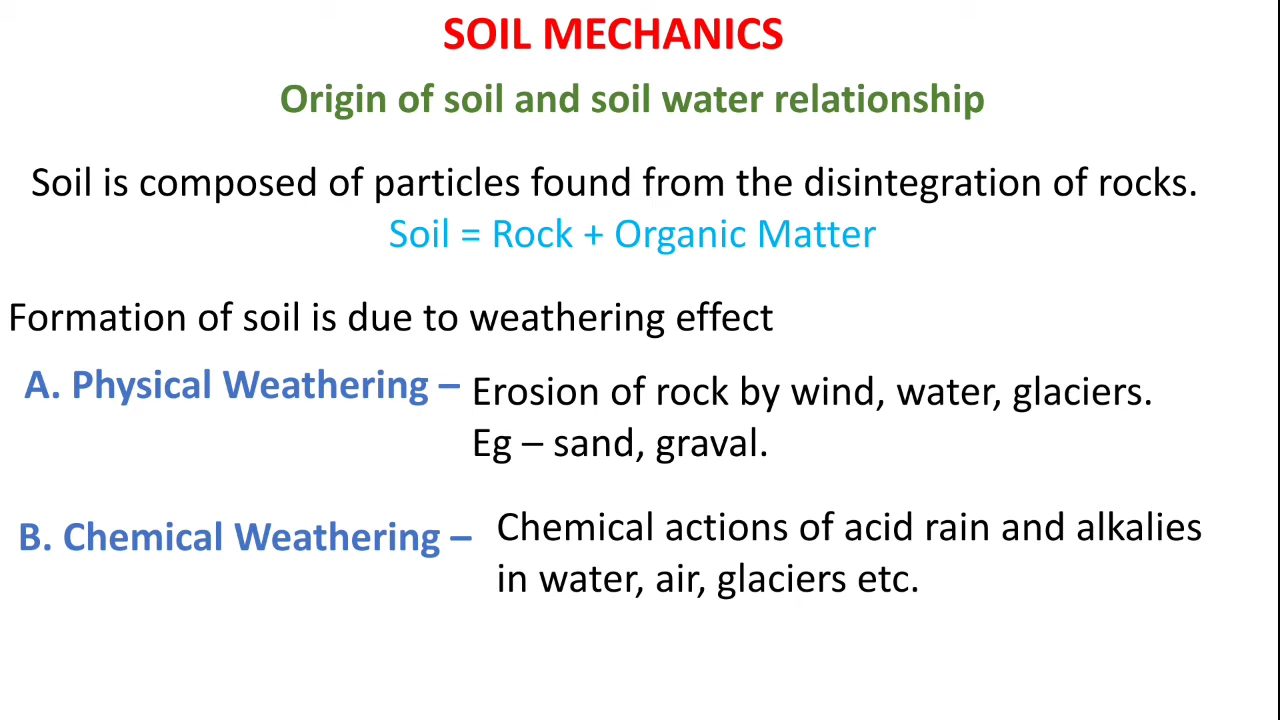 SOIL MECHANICS
Origin of soil and soil water relationship
Soil is composed of particles found from the disintegration of rocks.
Soil = Rock + Organic Matter
Formation of soil is due to weathering effect
A. Physical Weathering – Erosion of rock by wind, water, glaciers.
Eg – sand, graval.
B. Chemical Weathering – Chemical actions of acid rain and alkalies
in water, air, glaciers etc.